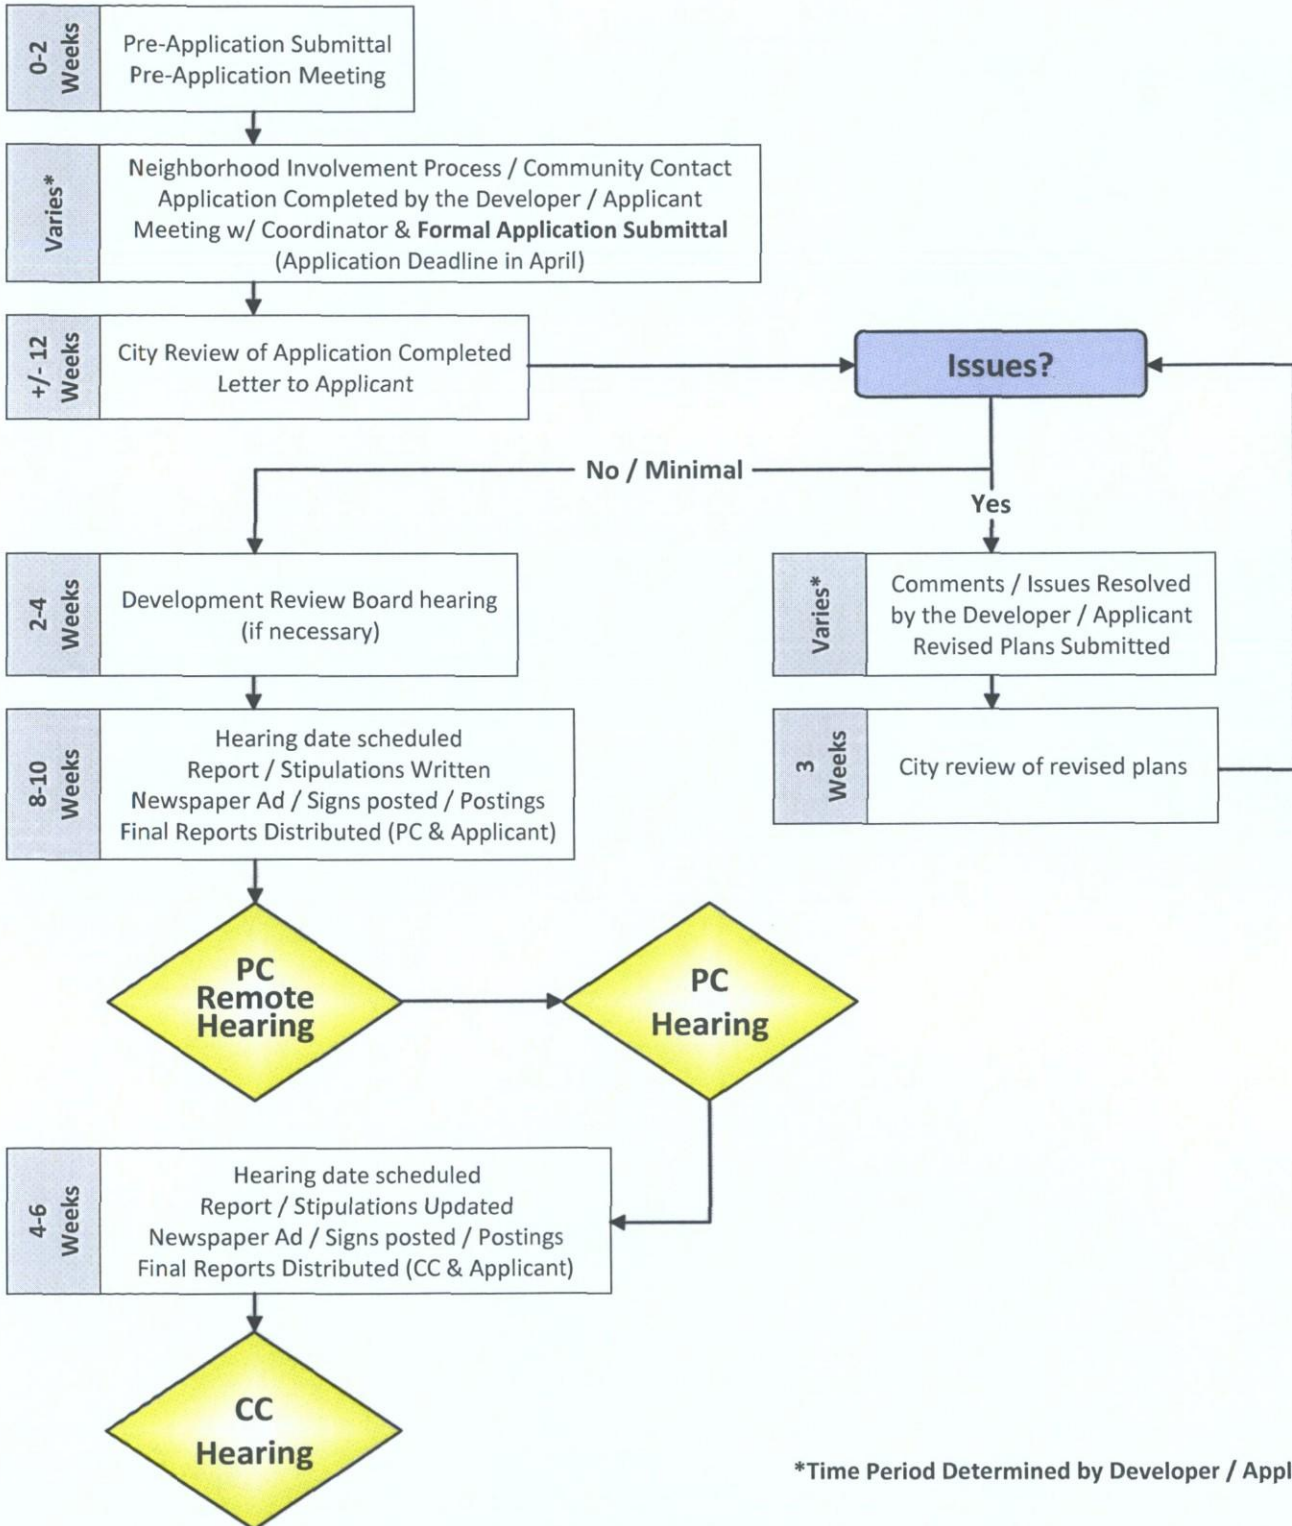 0-2
Weeks
Pre-Application Submittal
Pre-Application Meeting
Varies*
Neighborhood Involvement Process / Community Contact
Application Completed by the Developer / Applicant
Meeting w/ Coordinator & Formal Application Submittal
(Application Deadline in April)
+/- 12
Weeks
City Review of Application Completed
Letter to Applicant
Issues?
No / Minimal
Yes
2-4
Weeks
Development Review Board hearing
(if necessary)
Varies*
Comments / Issues Resolved
by the Developer / Applicant
Revised Plans Submitted
8-10
Weeks
Hearing date scheduled
Report / Stipulations Written
Newspaper Ad / Signs posted / Postings
Final Reports Distributed (PC & Applicant)
3
Weeks
City review of revised plans
PC
Remote
Hearing
PC
Hearing
4-6
Weeks
Hearing date scheduled
Report / Stipulations Updated
Newspaper Ad / Signs posted / Postings
Final Reports Distributed (CC & Applicant)
CC
Hearing
*Time Period Determined by Developer / Appl